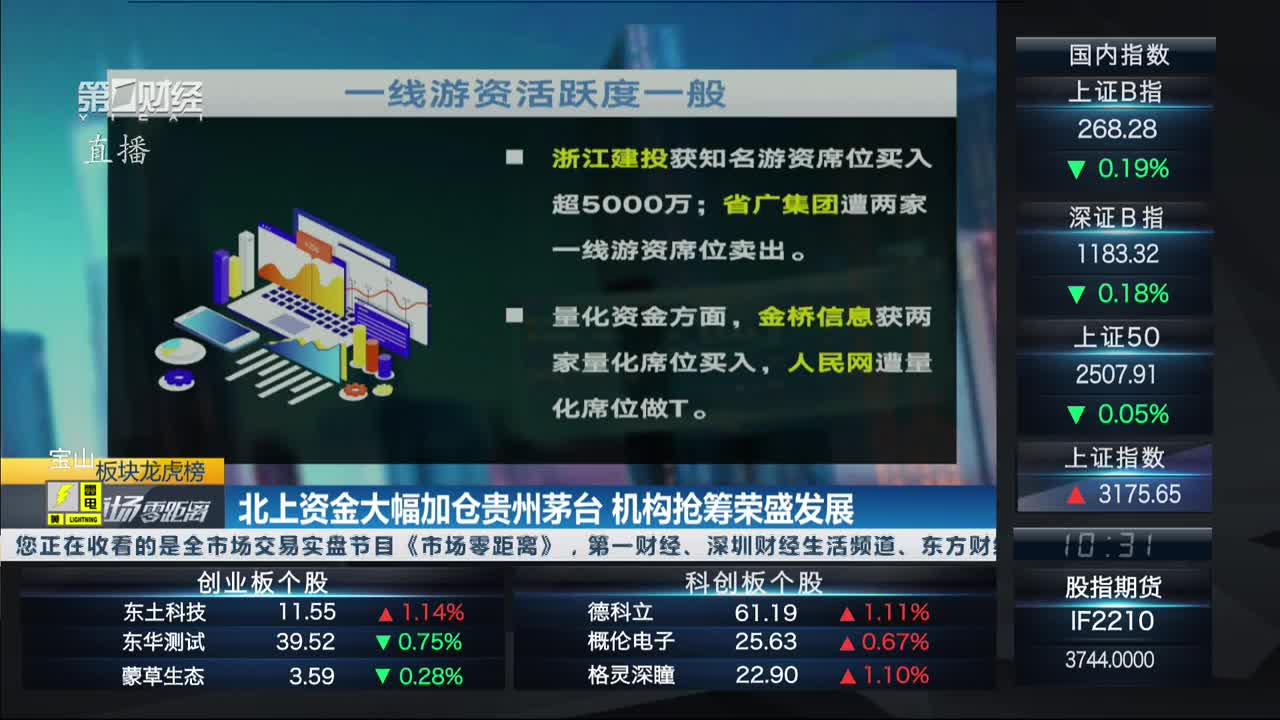 一线游资活跃度一般
第一财经
YICAI
直播
浙江建投获知名游资席位买入
超5000万；省广集团遭两家
一线游资席位卖出。
量化资金方面，金桥信息获两
家量化席位买入，人民网遭量
化席位做T。
宝山
板块龙虎榜
雷电
黄 LIGHTNING
市场零距离
北上资金大幅加仓贵州茅台 机构抢筹荣盛发展
您正在收看的是全市场交易实盘节目《市场零距离》，第一财经、深圳财经生活频道、东方财经
创业板个股
东土科技 11.55 ▲ 1.14%
东华测试 39.52 ▼ 0.75%
蒙草生态 3.59 ▼ 0.28%
科创板个股
德科立 61.19 ▲ 1.11%
概伦电子 25.63 ▲ 0.67%
格灵深瞳 22.90 ▲ 1.10%
国内指数
上证B指
268.28
▼ 0.19%
深证B指
1183.32
▼ 0.18%
上证50
2507.91
▼ 0.05%
上证指数
▲ 3175.65
10:31
股指期货
IF2210
3744.0000